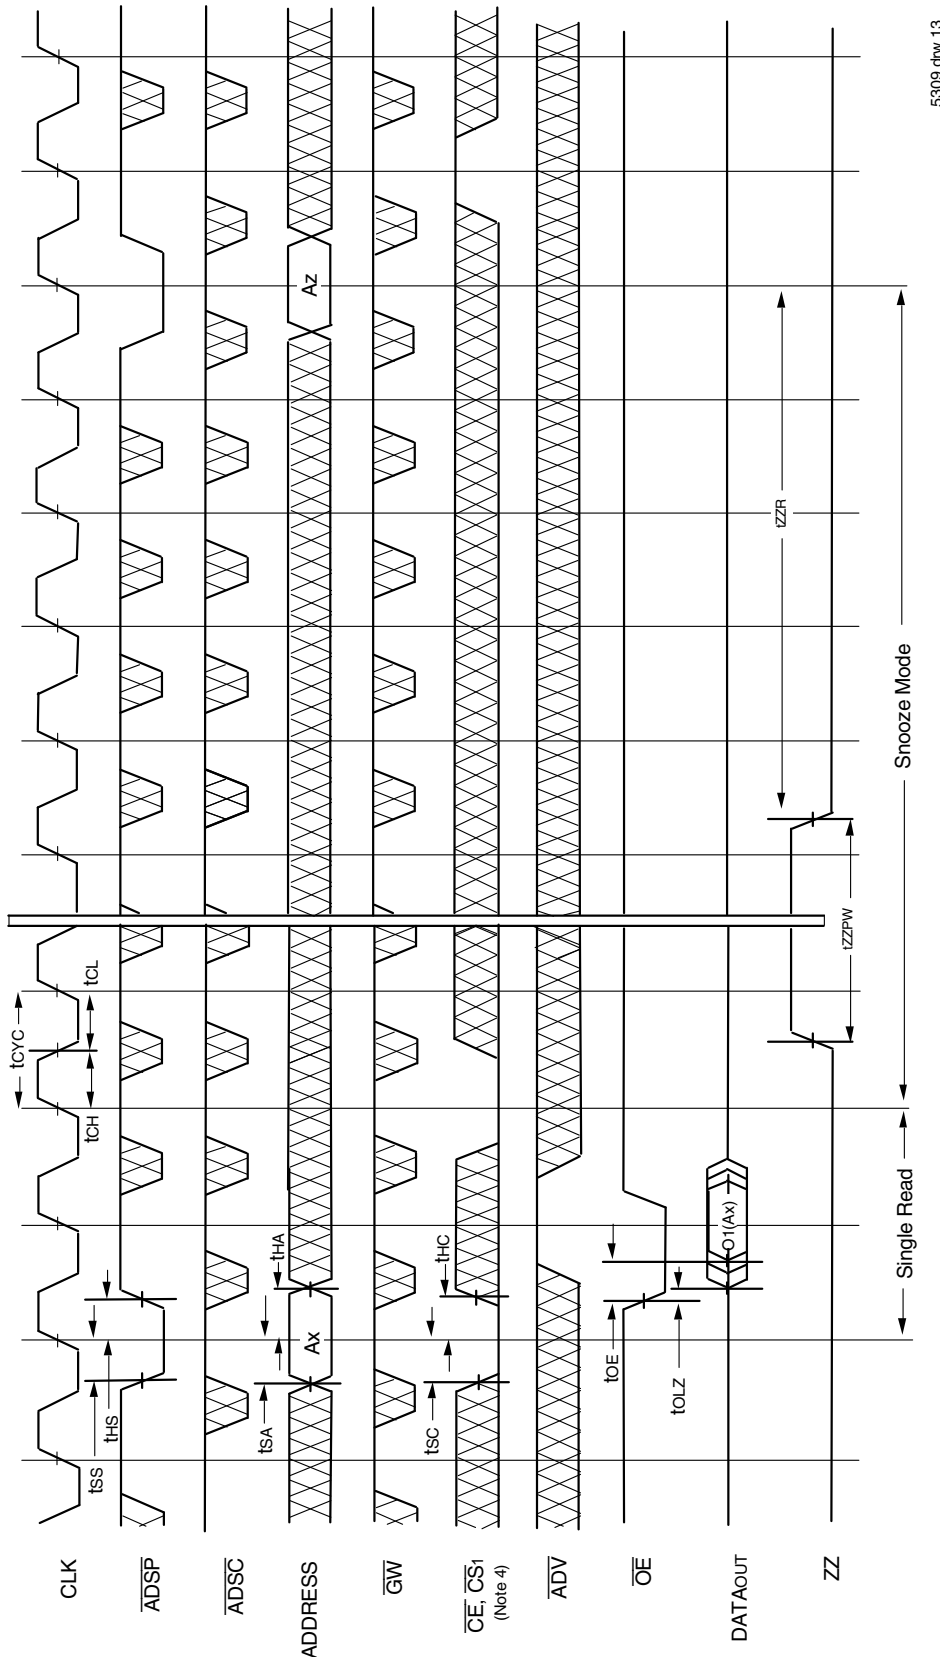 tCYC
tCH
tCL
CLK
tSS
tHS
ADSP
ADSC
tSA
tHA
ADDRESS
Ax
Az
GW
tSC
tHC
CE, CS1
(Note 4)
ADV
OE
tOE
tOLZ
DATAOUT
O1(Ax)
tZZR
ZZ
tZZPW
Single Read
Snooze Mode
5309 drw 13